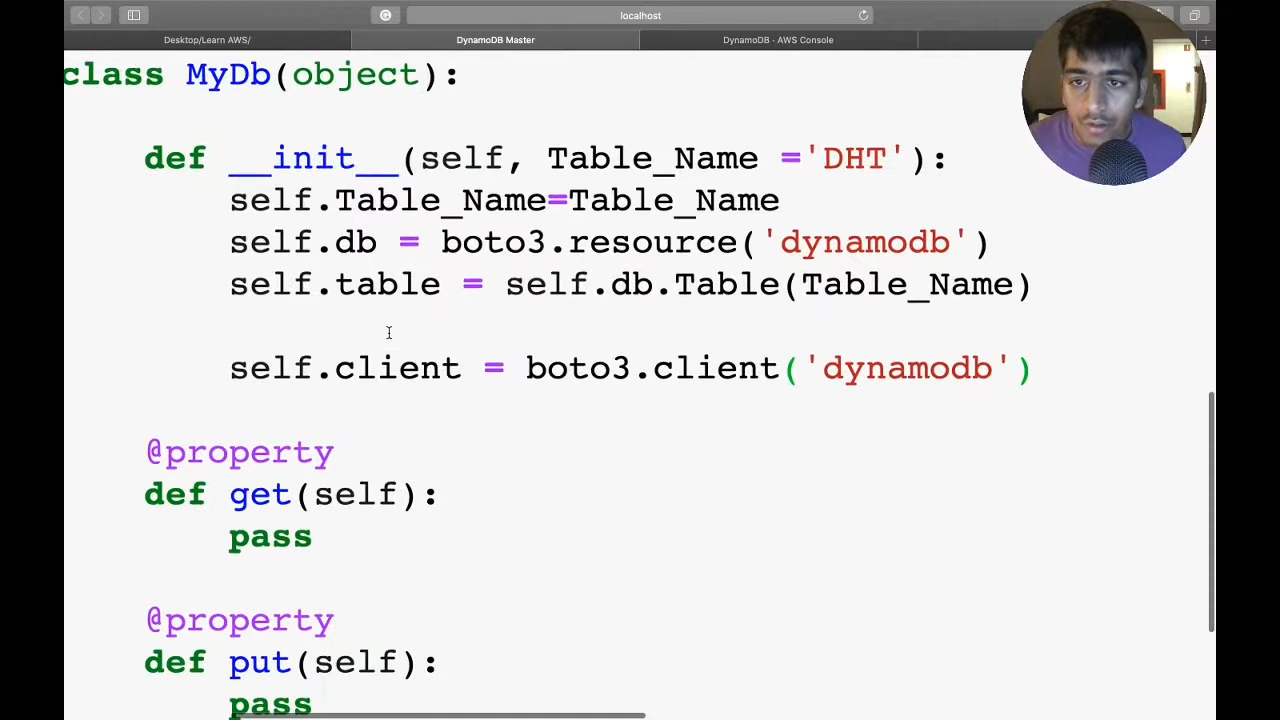 localhost
Desktop/Learn AWS/
DynamoDB Master
DynamoDB · AWS Console
class MyDb(object):
def __init__(self, Table_Name ='DHT'):
self.Table_Name=Table_Name
self.db = boto3.resource('dynamodb')
self.table = self.db.Table(Table_Name)
self.client = boto3.client('dynamodb')
@property
def get(self):
pass
@property
def put(self):
pass